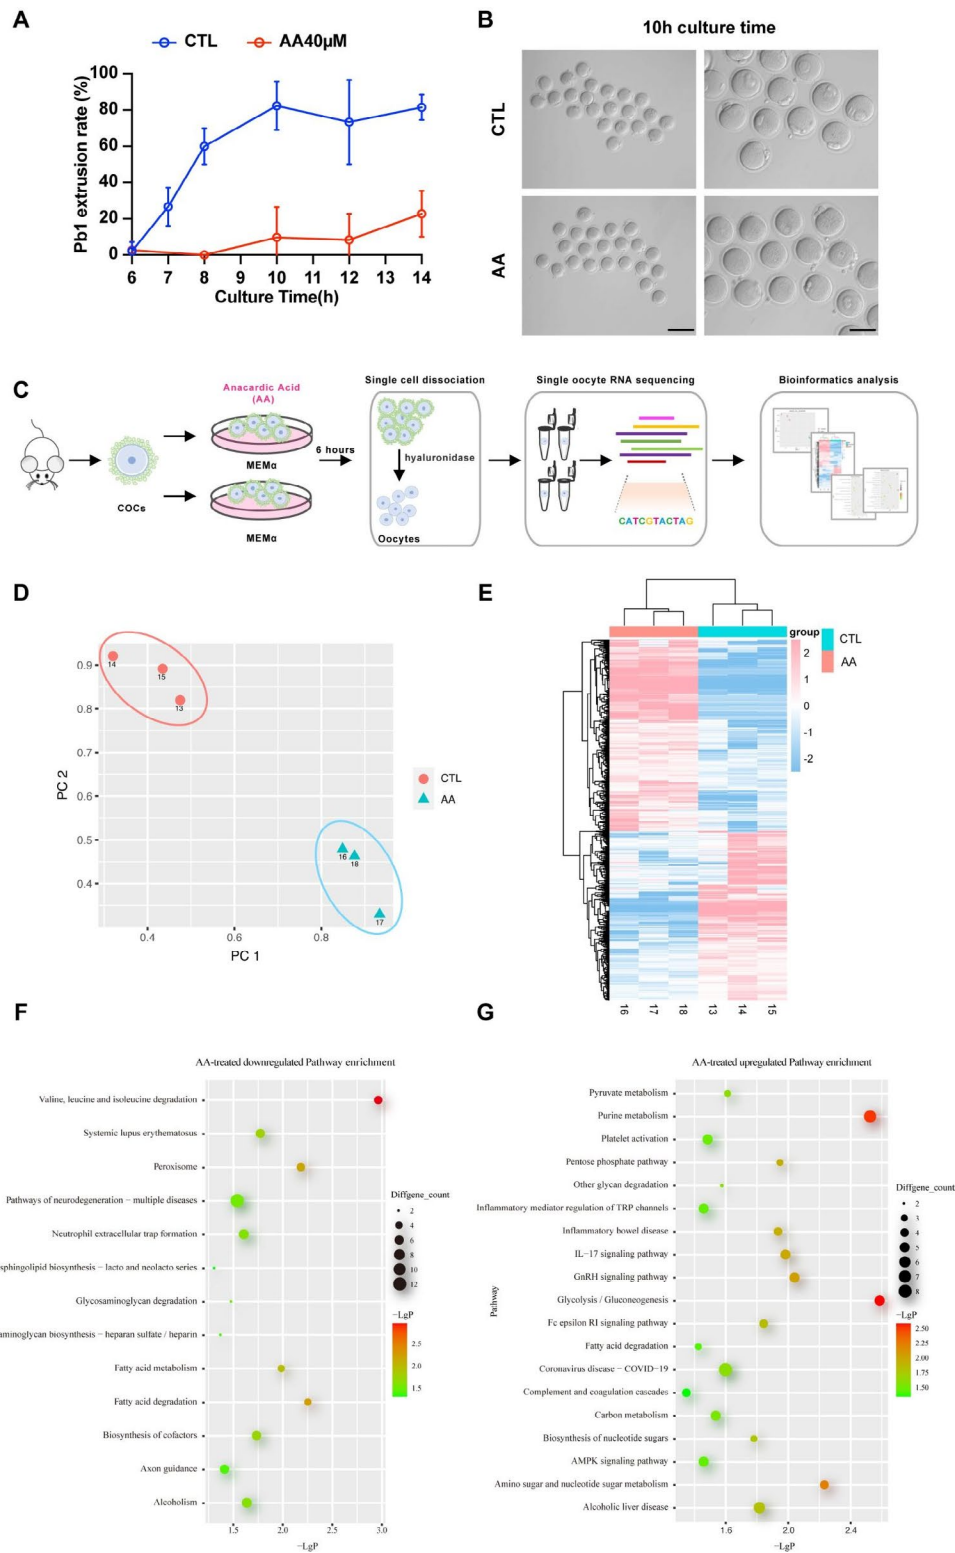 A
CTL
AA40μM
Pb1 extrusion rate (%)
100
80
60
40
20
0
6 7 8 9 10 11 12 13 14
Culture Time(h)
B
10h culture time
CTL
AA
C
Anacardic Acid
(AA)
MEMα
MEMα
COCs
6 hours
Single cell dissociation
hyaluronidase
Oocytes
Single oocyte RNA sequencing
CATCGTACTAG
Bioinformatics analysis
D
PC 2
0.9
0.8
0.7
0.6
0.5
0.4
14
15
13
16
18
17
0.4 0.6 0.8
PC 1
CTL
AA
E
group
CTL
AA
2
1
0
-1
-2
16 17 18 13 14 15
F
AA-treated downregulated Pathway enrichment
Valine, leucine and isoleucine degradation
Systemic lupus erythematosus
Peroxisome
Pathways of neurodegeneration − multiple diseases
Neutrophil extracellular trap formation
sphingolipid biosynthesis − lacto and neolacto series
Glycosaminoglycan degradation
aminoglycan biosynthesis − heparan sulfate / heparin
Fatty acid metabolism
Fatty acid degradation
Biosynthesis of cofactors
Axon guidance
Alcoholism
1.5 2.0 2.5 3.0
−LgP
Diffgene_count
2
4
6
8
10
12
−LgP
2.5
2.0
1.5
G
AA-treated upregulated Pathway enrichment
Pathway
Pyruvate metabolism
Purine metabolism
Platelet activation
Pentose phosphate pathway
Other glycan degradation
Inflammatory mediator regulation of TRP channels
Inflammatory bowel disease
IL−17 signaling pathway
GnRH signaling pathway
Glycolysis / Gluconeogenesis
Fc epsilon RI signaling pathway
Fatty acid degradation
Coronavirus disease − COVID−19
Complement and coagulation cascades
Carbon metabolism
Biosynthesis of nucleotide sugars
AMPK signaling pathway
Amino sugar and nucleotide sugar metabolism
Alcoholic liver disease
1.6 2.0 2.4
−LgP
Diffgene_count
2
3
4
5
6
7
8
−LgP
2.50
2.25
2.00
1.75
1.50